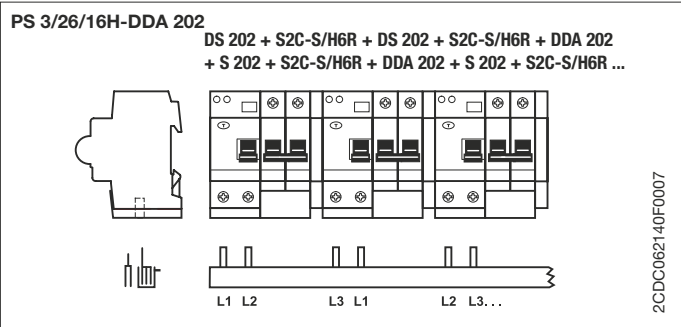 PS 3/26/16H-DDA 202
DS 202 + S2C-S/H6R + DS 202 + S2C-S/H6R + DDA 202
+ S 202 + S2C-S/H6R + DDA 202 + S 202 + S2C-S/H6R ...
T T T
L1 L2 L3 L1 L2 L3...
2CDC062140F0007